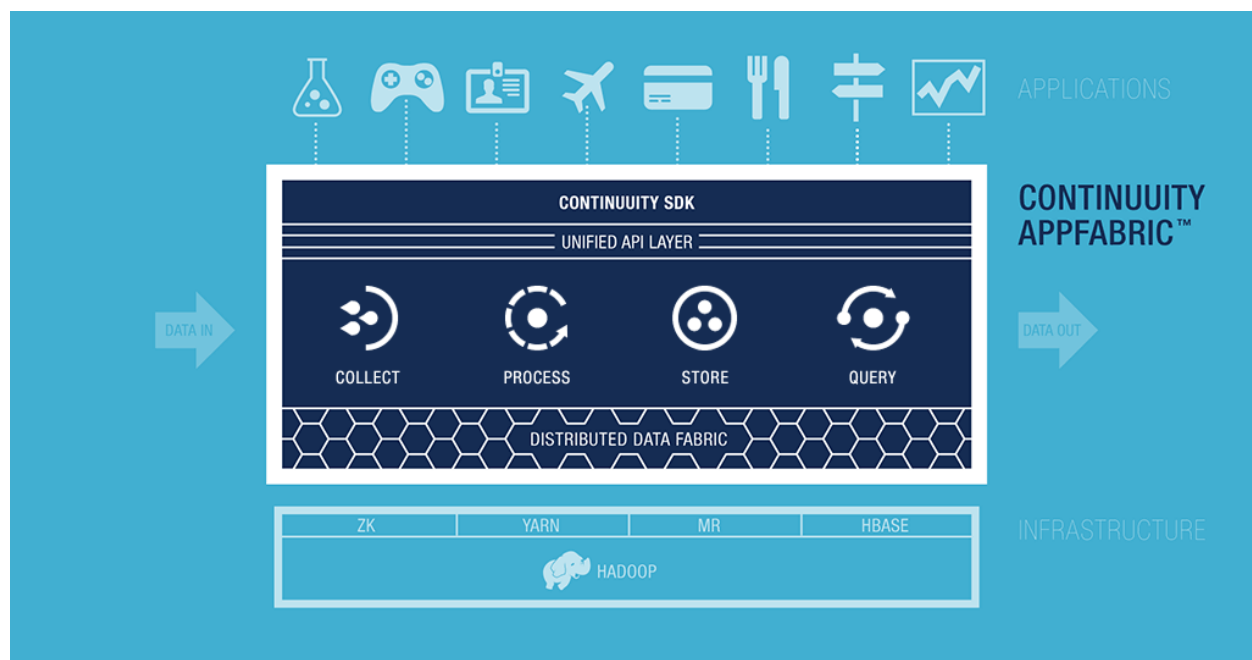 APPLICATIONS
CONTINUUITY SDK
CONTINUUITY
APPFABRIC™
UNIFIED API LAYER
DATA IN
DATA OUT
COLLECT
PROCESS
STORE
QUERY
DISTRIBUTED DATA FABRIC
ZK
YARN
MR
HBASE
INFRASTRUCTURE
HADOOP